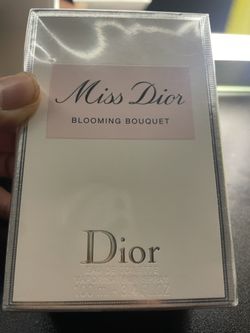 Miss Dior
BLOOMING BOUQUET
Dior
EAU DE TOILETTE